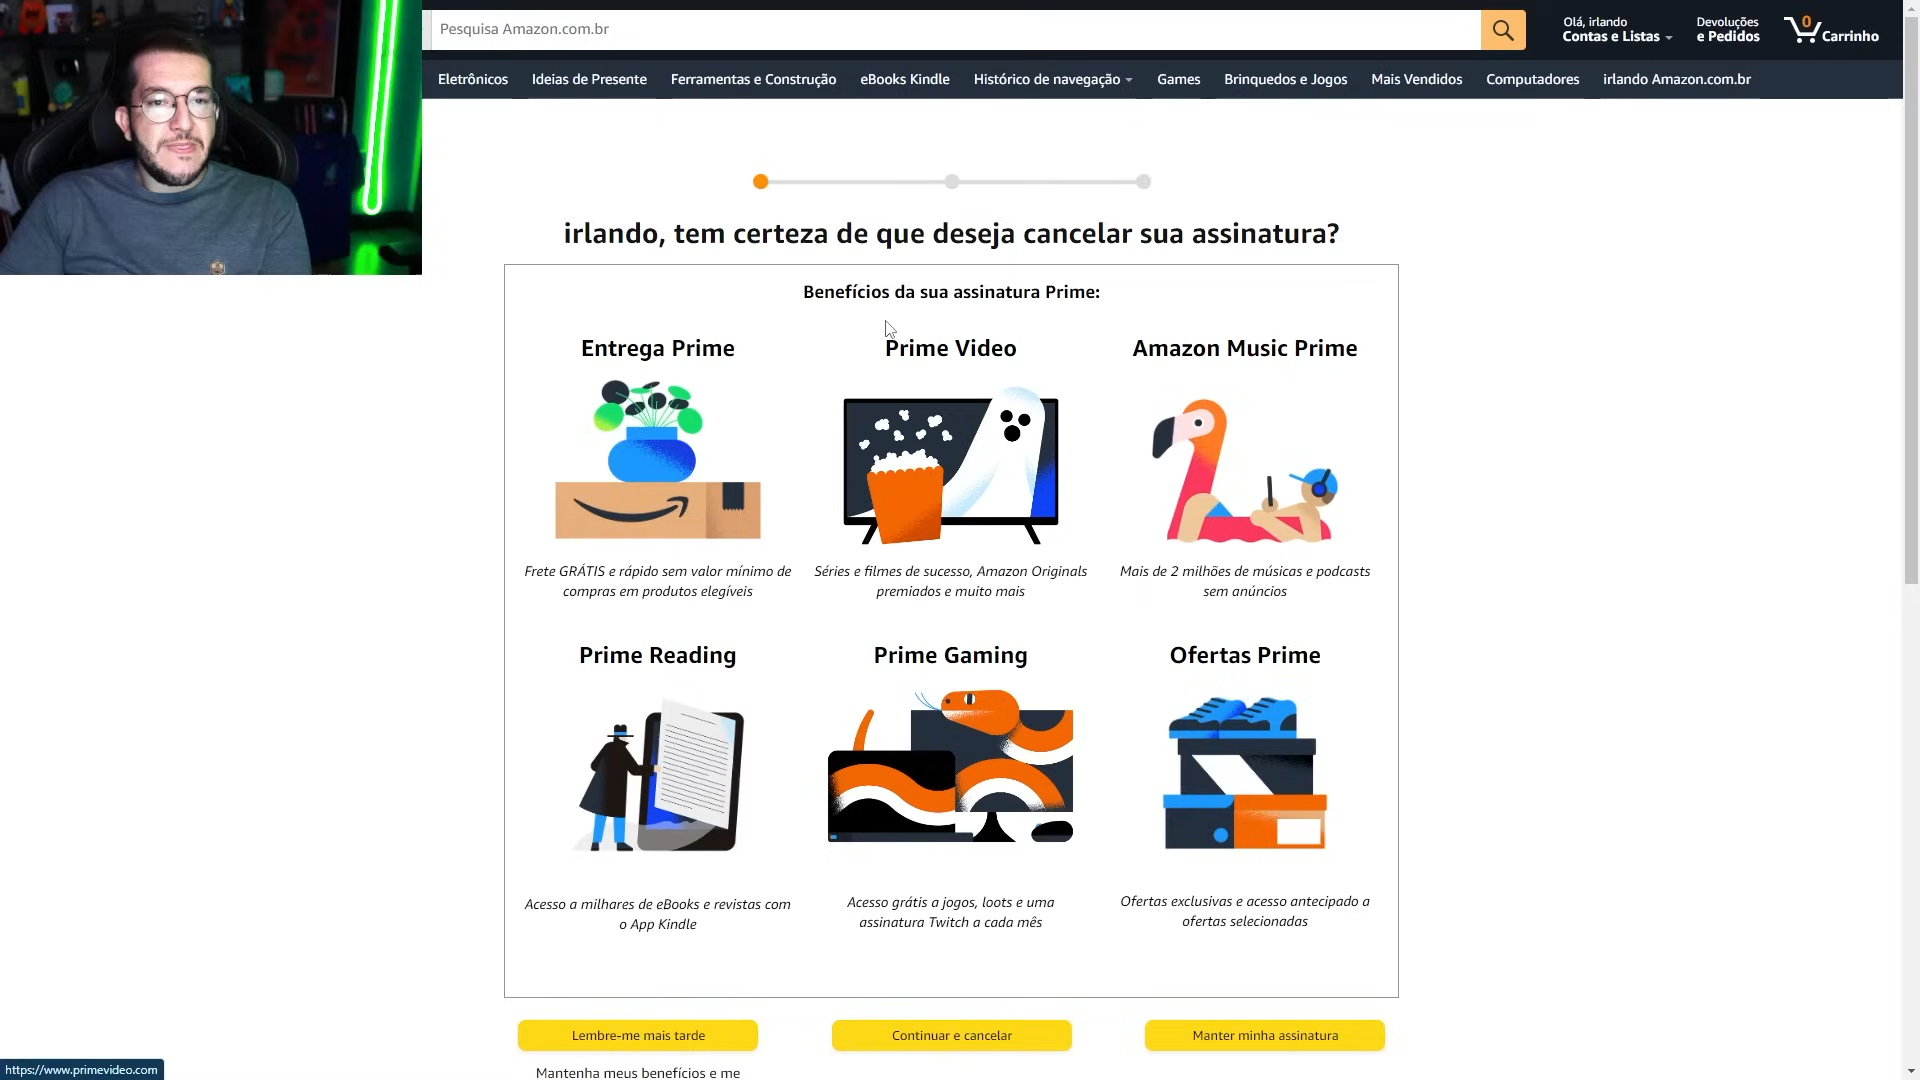 Pesquisa Amazon.com.br
Olá, irlando
Contas e Listas
Devoluções
e Pedidos
0
Carrinho
Eletrônicos
Ideias de Presente
Ferramentas e Construção
eBooks Kindle
Histórico de navegação
Games
Brinquedos e Jogos
Mais Vendidos
Computadores
irlando Amazon.com.br
irlando, tem certeza de que deseja cancelar sua assinatura?
Benefícios da sua assinatura Prime:
Entrega Prime
Frete GRÁTIS e rápido sem valor mínimo de
compras em produtos elegíveis
Prime Video
Séries e filmes de sucesso, Amazon Originals
premiados e muito mais
Amazon Music Prime
Mais de 2 milhões de músicas e podcasts
sem anúncios
Prime Reading
Acesso a milhares de eBooks e revistas com
o App Kindle
Prime Gaming
Acesso grátis a jogos, loots e uma
assinatura Twitch a cada mês
Ofertas Prime
Ofertas exclusivas e acesso antecipado a
ofertas selecionadas
Lembre-me mais tarde
Continuar e cancelar
Manter minha assinatura
Mantenha meus benefícios e me
https://www.primevideo.com